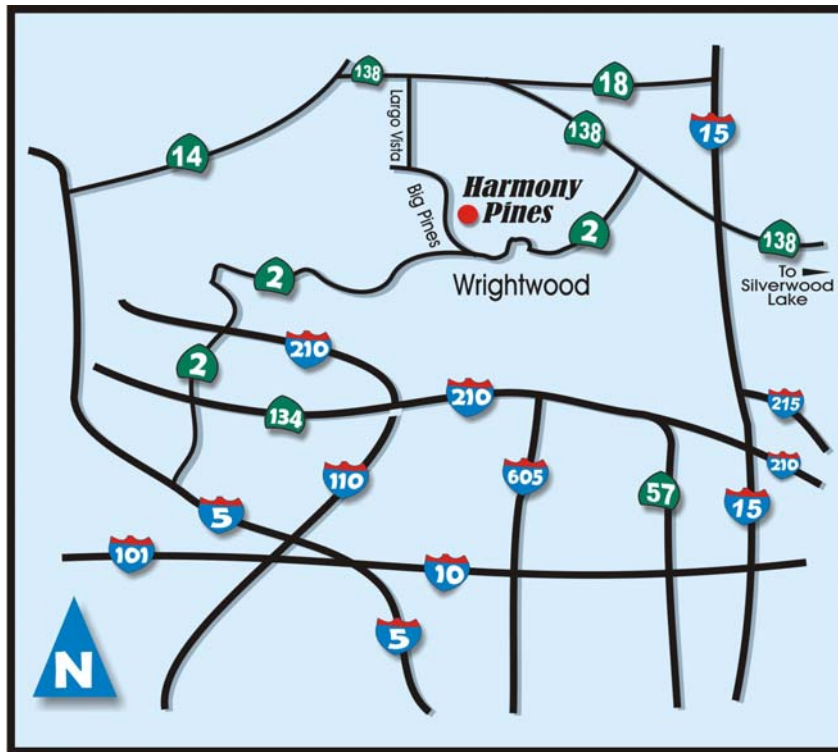 138
18
15
14
Largo Vista
138
Harmony
Pines
Big Pines
2
138
To
Silverwood
Lake
2
Wrightwood
210
2
210
215
134
210
110
605
57
15
5
101
10
5
N